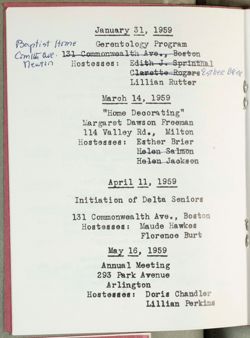 January 31, 1959
Baptist Home
Gerontology Program
131 Commonwealth Ave., Boston
Newton
Hostesses: Edith J. Sprinthal
Clarette Rogers Esther Brier
Lillian Rutter
March 14, 1959
"Home Decorating"
Margaret Dawson Freeman
114 Valley Rd., Milton
Hostesses: Esther Brier
Helen Salmon
Helen Jackson
April 11, 1959
Initiation of Delta Seniors
131 Commonwealth Ave., Boston
Hostesses: Maude Hawkes
Florence Burt
May 16, 1959
Annual Meeting
293 Park Avenue
Arlington
Hostesses: Doris Chandler
Lillian Perkins